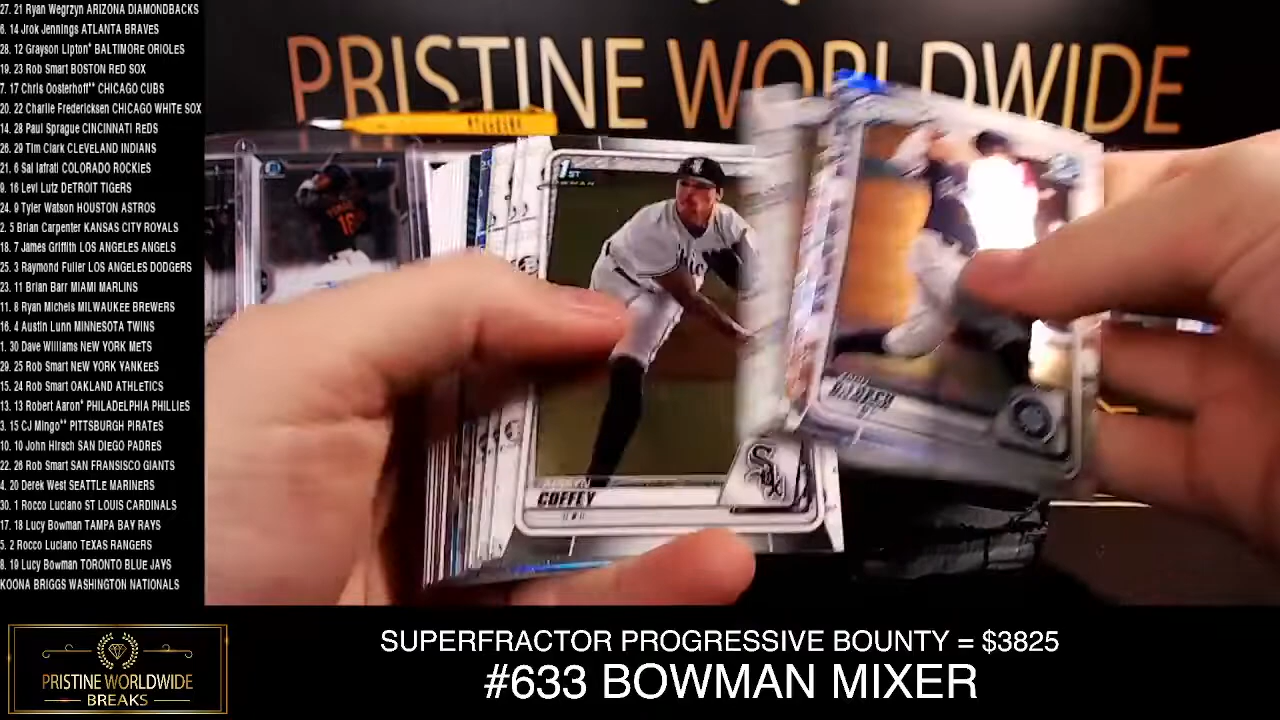 27. 21 Ryan Wegrzyn ARIZONA DIAMONDBACKS
6. 14 Jrok Jennings ATLANTA BRAVES
28. 12 Grayson Lipton* BALTIMORE ORIOLES
19. 23 Rob Smart BOSTON RED SOX
7. 17 Chris Oosterhoff** CHICAGO CUBS
20. 22 Charlie Fredericksen CHICAGO WHITE SOX
14. 28 Paul Sprague CINCINNATI REDS
26. 29 Tim Clark CLEVELAND INDIANS
21. 6 Sal Iafrati COLORADO ROCKIES
9. 16 Levi Lutz DETROIT TIGERS
24. 9 Tyler Watson HOUSTON ASTROS
2. 5 Brian Carpenter KANSAS CITY ROYALS
18. 7 James Griffith LOS ANGELES ANGELS
25. 3 Raymond Fuller LOS ANGELES DODGERS
23. 11 Brian Barr MIAMI MARLINS
11. 8 Ryan Michels MILWAUKEE BREWERS
16. 4 Austin Lunn MINNESOTA TWINS
1. 30 Dave Williams NEW YORK METS
29. 25 Rob Smart NEW YORK YANKEES
15. 24 Rob Smart OAKLAND ATHLETICS
13. 13 Robert Aaron* PHILADELPHIA PHILLIES
3. 15 CJ Mingo** PITTSBURGH PIRATES
10. 10 John Hirsch SAN DIEGO PADRES
22. 26 Rob Smart SAN FRANSISCO GIANTS
4. 20 Derek West SEATTLE MARINERS
30. 1 Rocco Luciano ST LOUIS CARDINALS
17. 18 Lucy Bowman TAMPA BAY RAYS
5. 2 Rocco Luciano TEXAS RANGERS
8. 19 Lucy Bowman TORONTO BLUE JAYS
KOONA BRIGGS WASHINGTON NATIONALS
PRISTINE WORLDWIDE
1ST
BOWMAN
COFFEY
Sox
PRISTINE WORLDWIDE
BREAKS
SUPERFRACTOR PROGRESSIVE BOUNTY = $3825
#633 BOWMAN MIXER